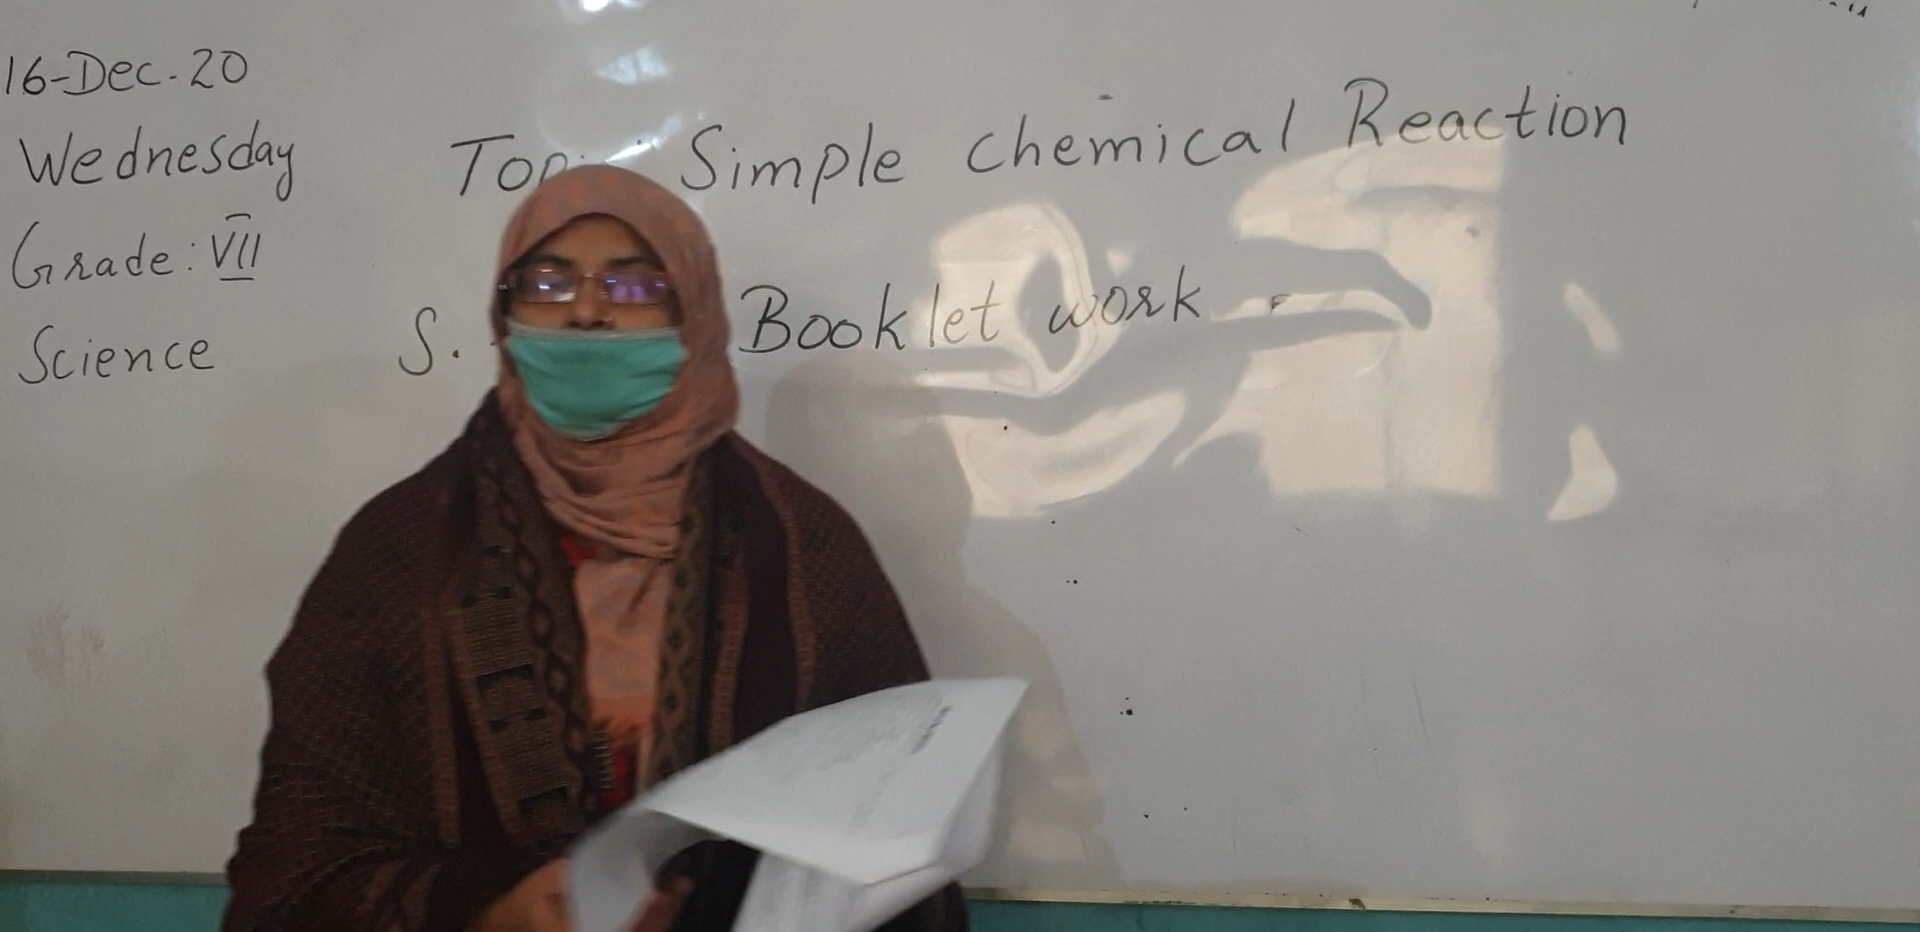 16-Dec-20
Wednesday
Grade: VII
Science
Simple Chemical Reaction
S. Booklet work